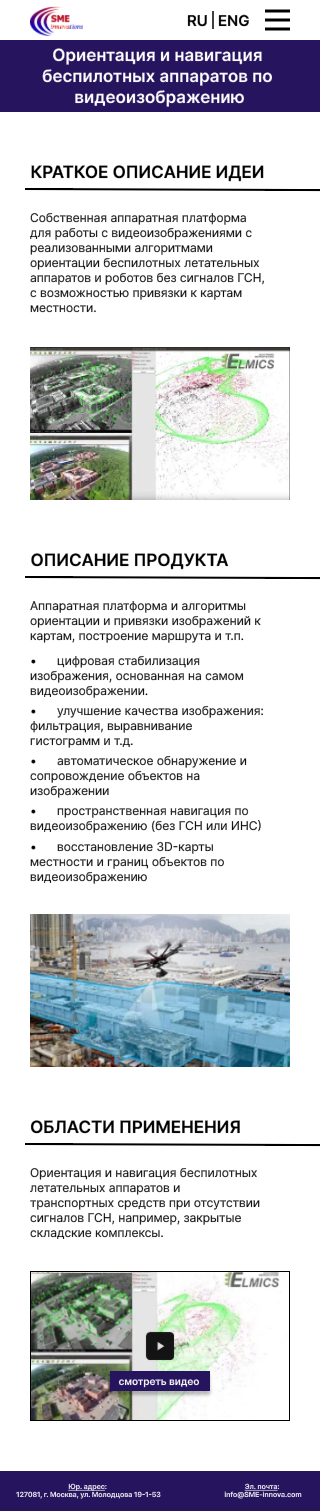 SME
innovations
RU | ENG
Ориентация и навигация
беспилотных аппаратов по
видеоизображению
КРАТКОЕ ОПИСАНИЕ ИДЕИ
Собственная аппаратная платформа
для работы с видеоизображениями с
реализованными алгоритмами
ориентации беспилотных летательных
аппаратов и роботов без сигналов ГСН,
с возможностью привязки к картам
местности.
ELMICS
ОПИСАНИЕ ПРОДУКТА
Аппаратная платформа и алгоритмы
ориентации и привязки изображений к
картам, построение маршрута и т.п.
• цифровая стабилизация
изображения, основанная на самом
видеоизображении.
• улучшение качества изображения:
фильтрация, выравнивание
гистограмм и т.д.
• автоматическое обнаружение и
сопровождение объектов на
изображении
• пространственная навигация по
видеоизображению (без ГСН или ИНС)
• восстановление 3D-карты
местности и границ объектов по
видеоизображению
ОБЛАСТИ ПРИМЕНЕНИЯ
Ориентация и навигация беспилотных
летательных аппаратов и
транспортных средств при отсутствии
сигналов ГСН, например, закрытые
складские комплексы.
ELMICS
смотреть видео
Юр. адрес:
127081, г. Москва, ул. Молодцова 19-1-53
Эл. почта:
info@SME-innova.com